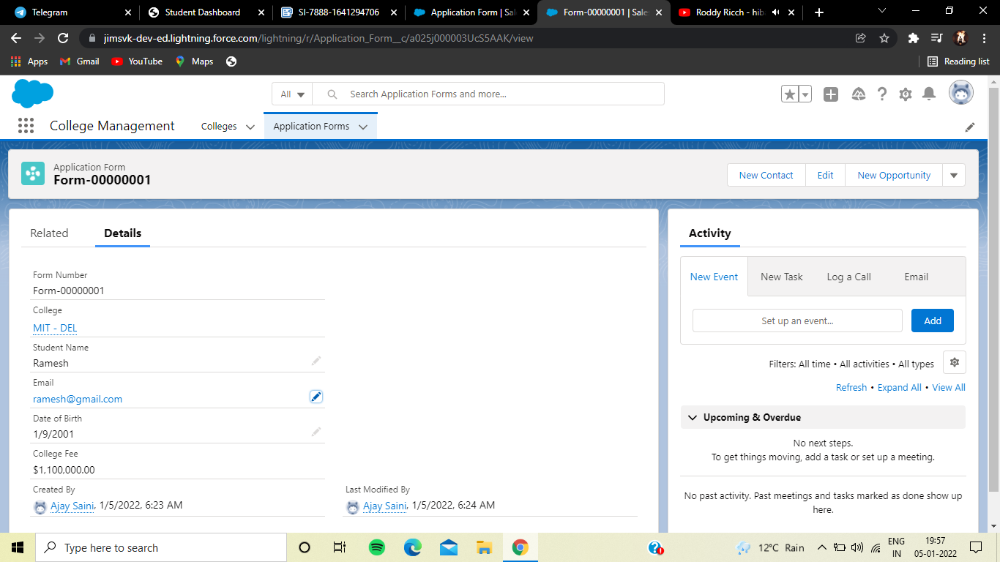 Telegram
Student Dashboard
SI-7888-1641294706
Application Form | Sale
Form-00000001 | Sales
Roddy Ricch - hib
jimsvk-dev-ed.lightning.force.com/lightning/r/Application_Form__c/a025j000003UcS5AAK/view
Apps
Gmail
YouTube
Maps
Reading list
All
Search Application Forms and more...
College Management
Colleges
Application Forms
Application Form
Form-00000001
New Contact
Edit
New Opportunity
Related
Details
Form Number
Form-00000001
College
MIT - DEL
Student Name
Ramesh
Email
ramesh@gmail.com
Date of Birth
1/9/2001
College Fee
$1,100,000.00
Created By
Ajay Saini, 1/5/2022, 6:23 AM
Last Modified By
Ajay Saini, 1/5/2022, 6:24 AM
Activity
New Event
New Task
Log a Call
Email
Set up an event...
Add
Filters: All time • All activities • All types
Refresh • Expand All • View All
Upcoming & Overdue
No next steps.
To get things moving, add a task or set up a meeting.
No past activity. Past meetings and tasks marked as done show up
here.
Type here to search
12°C Rain
ENG
IN
19:57
05-01-2022